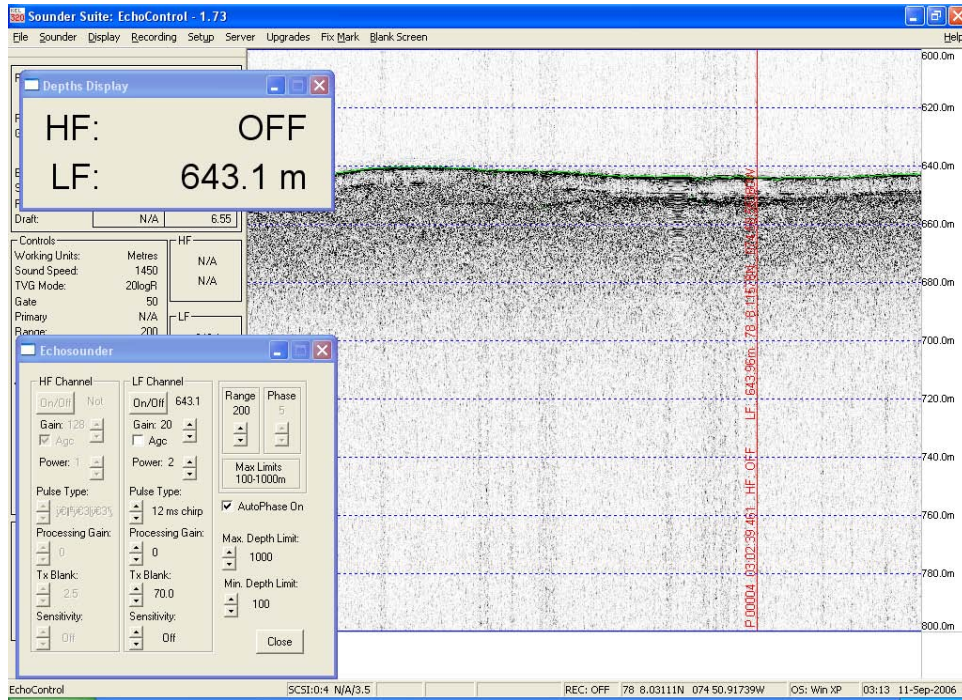 Sounder Suite: EchoControl - 1.73
File Sounder Display Recording Setup Server Upgrades Fix Mark Blank Screen Help
Depths Display
HF: OFF
LF: 643.1 m
Draft: N/A 6.55
Controls
Working Units: Metres
Sound Speed: 1450
TVG Mode: 20logR
Gate 50
Primary N/A
Range: 200
HF
N/A
N/A
LF
Echosounder
HF Channel
On/Off Not
Gain: 128
Agc
Power: 1
Pulse Type:
Processing Gain:
0
Tx Blank:
2.5
Sensitivity:
Off
LF Channel
On/Off 643.1
Gain: 20
Agc
Power: 2
Pulse Type:
12 ms chirp
Processing Gain:
0
Tx Blank:
70.0
Sensitivity:
Off
Range
200
Phase
5
Max Limits
100-1000m
AutoPhase On
Max. Depth Limit:
1000
Min. Depth Limit:
100
Close
600.0m
620.0m
640.0m
660.0m
680.0m
700.0m
720.0m
740.0m
760.0m
780.0m
800.0m
P 00004 03:02:39.461 HF: OFF LF: 643.96m
EchoControl SCSI:0:4 N/A/3.5 REC: OFF 78 8.03111N 074 50.91739W OS: Win XP 03:13 11-Sep-2006